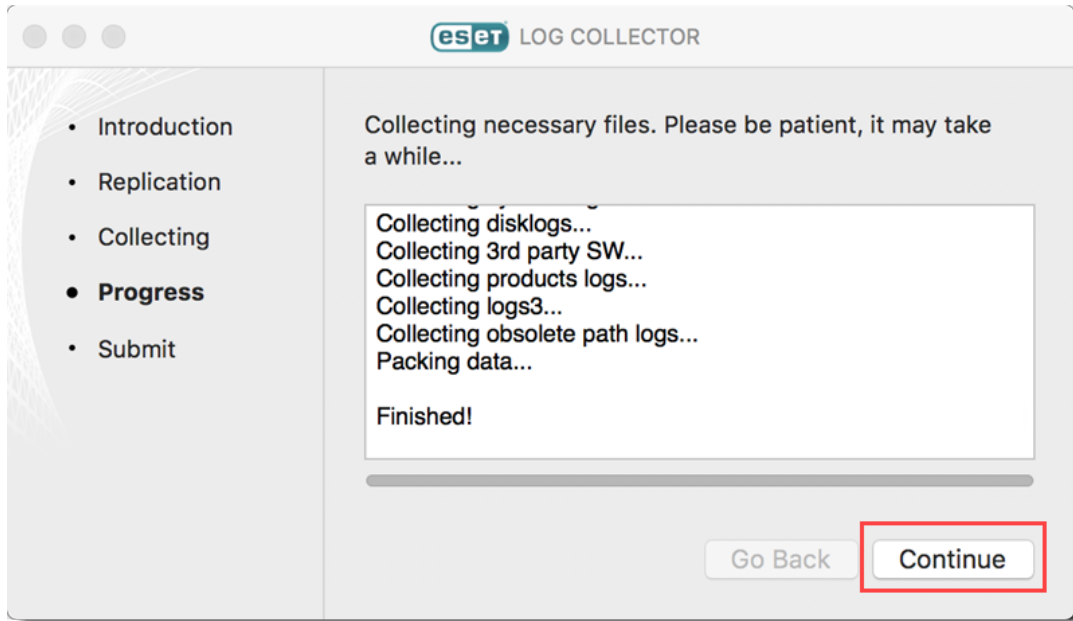 eset LOG COLLECTOR
• Introduction
• Replication
• Collecting
• Progress
• Submit
Collecting necessary files. Please be patient, it may take
a while...
Collecting disklogs...
Collecting 3rd party SW...
Collecting products logs...
Collecting logs3...
Collecting obsolete path logs...
Packing data...
Finished!
Go Back
Continue